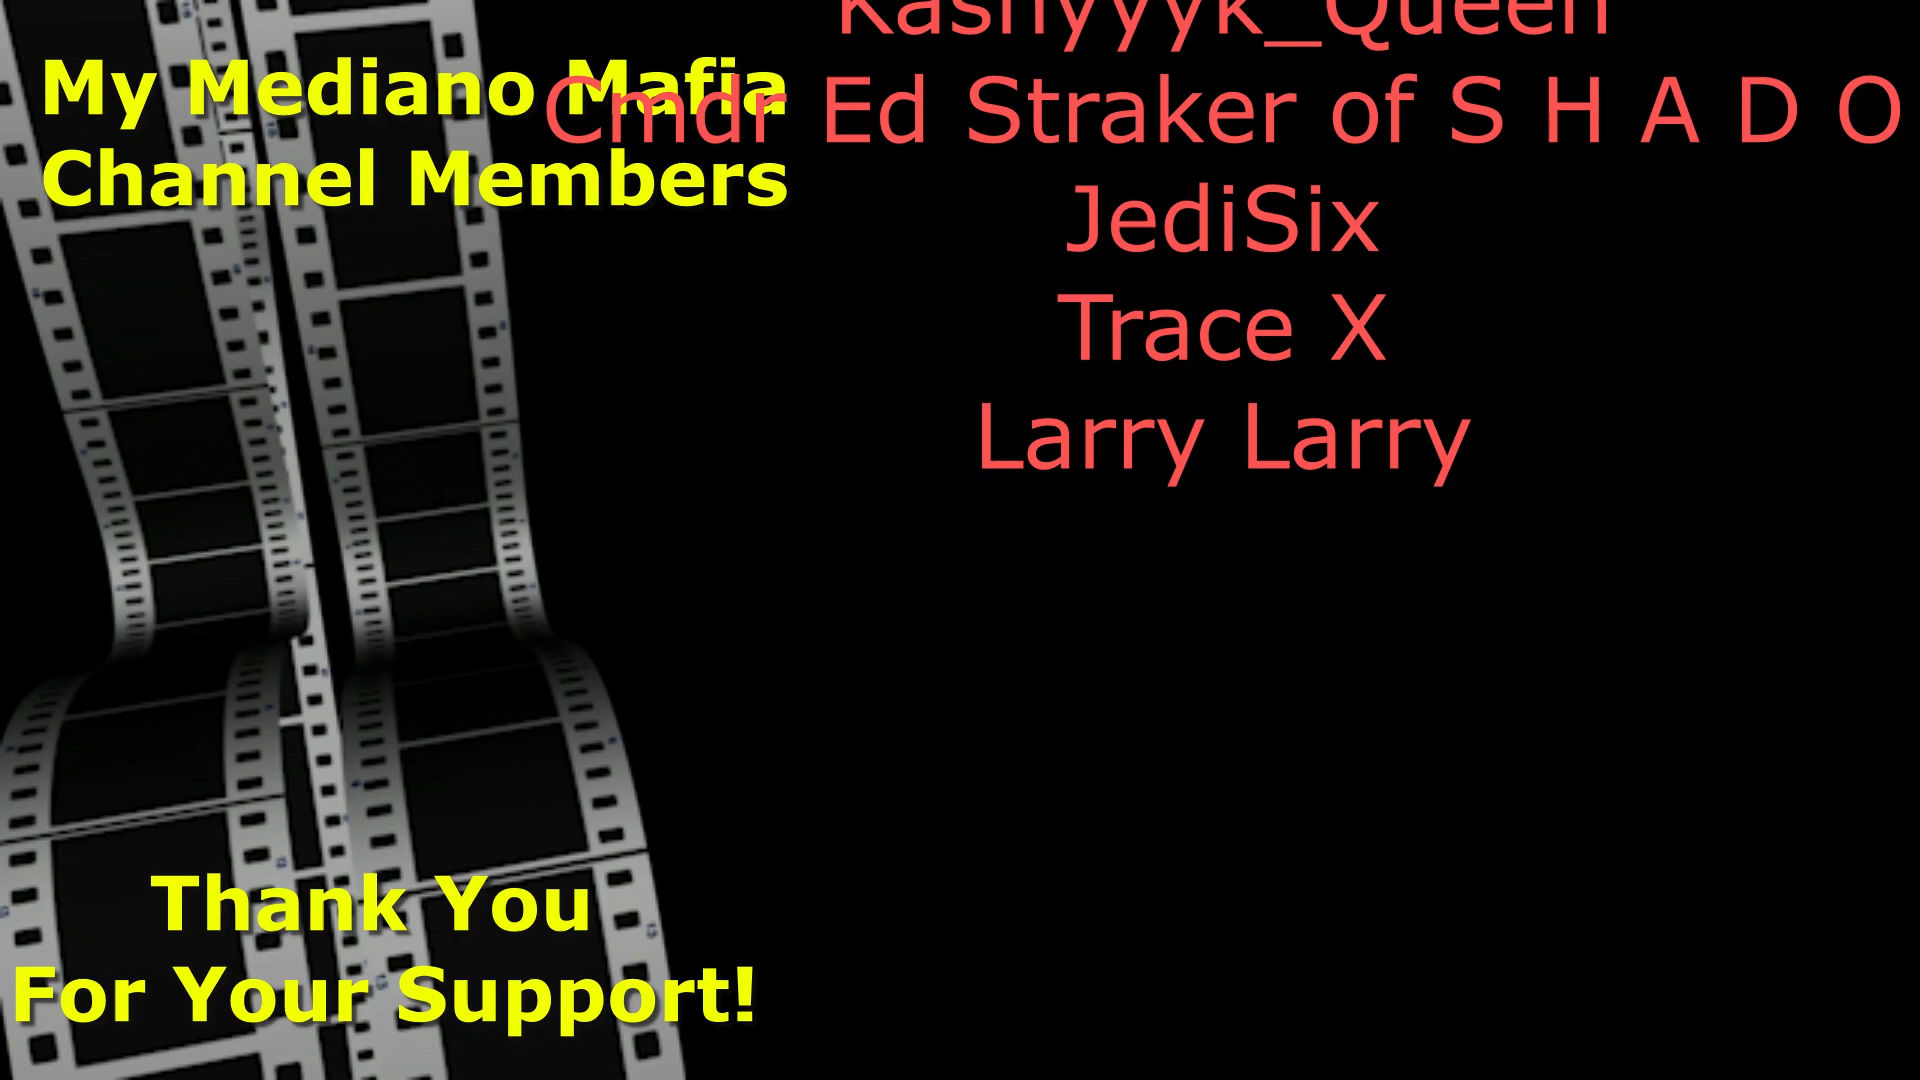 Kashyyyk_Queen
My Mediano Mafia
Channel Members
Cmdr Ed Straker of S H A D O
JediSix
Trace X
Larry Larry
Thank You
For Your Support!